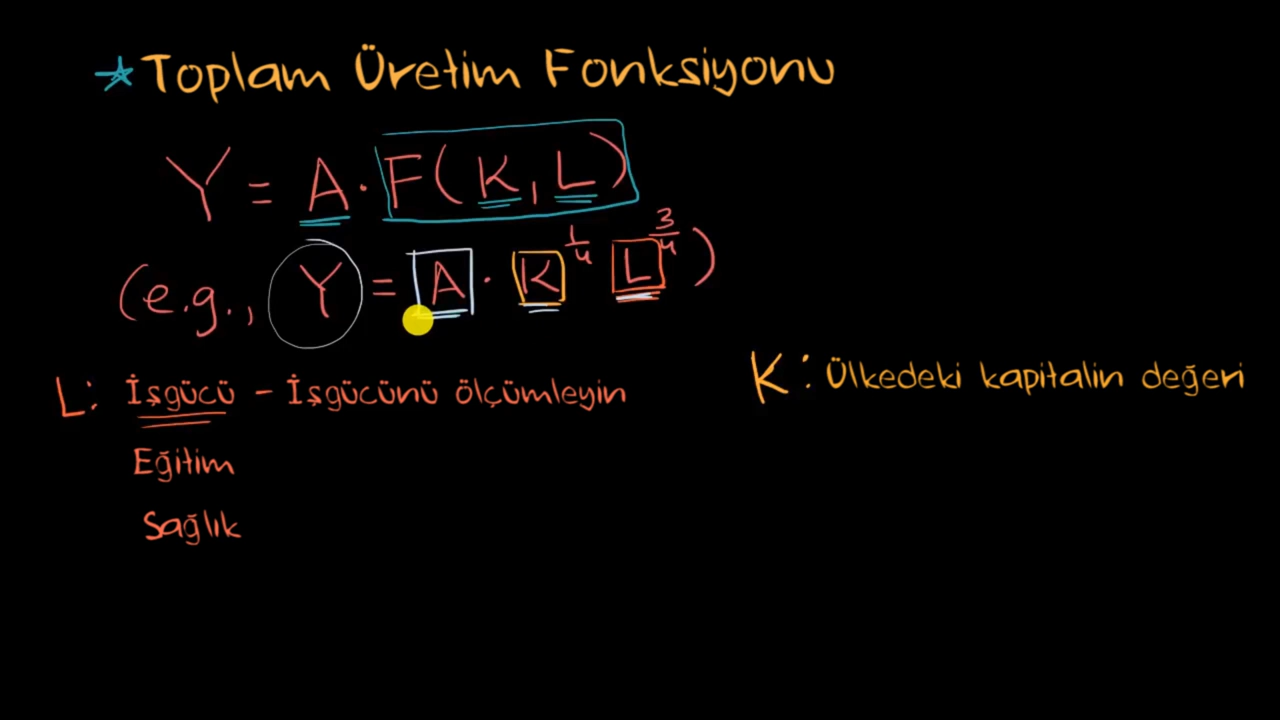 Toplam Üretim Fonksiyonu
Y = A · F(K, L)
(e.g., Y = A · K^1/4 L^3/4)
L: İşgücü - İşgücünü ölçümleyin
K: Ülkedeki kapitalin değeri
Eğitim
Sağlık